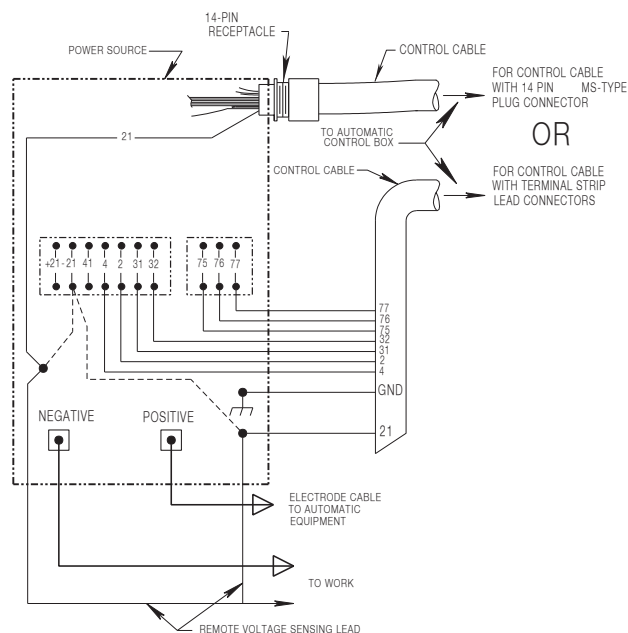 14-PIN
RECEPTACLE
POWER SOURCE
CONTROL CABLE
FOR CONTROL CABLE
WITH 14 PIN MS-TYPE
PLUG CONNECTOR
21
TO AUTOMATIC
CONTROL BOX
OR
CONTROL CABLE
FOR CONTROL CABLE
WITH TERMINAL STRIP
LEAD CONNECTORS
+21 -21 41 4 2 31 32
75 76 77
77
76
75
32
31
2
4
GND
21
NEGATIVE
POSITIVE
ELECTRODE CABLE
TO AUTOMATIC
EQUIPMENT
TO WORK
REMOTE VOLTAGE SENSING LEAD